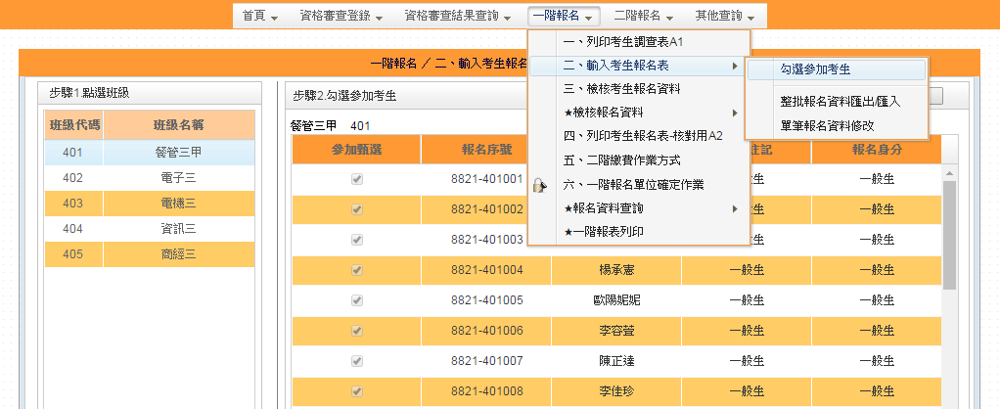 首頁 資格審查登錄 資格審查結果查詢 一階報名 二階報名 其他查詢
一階報名 / 二、輸入考生報名
一、列印考生調查表A1
二、輸入考生報名表
三、檢核考生報名資料
★檢核報名資料
四、列印考生報名表-核對用A2
五、二階繳費作業方式
六、一階報名單位確定作業
★報名資料查詢
★一階報表列印
勾選參加考生
整批報名資料匯出/匯入
單筆報名資料修改
步驟1.點選班級
班級代碼 班級名稱
401 餐管三甲
402 電子三
403 電機三
404 資訊三
405 商經三
步驟2.勾選參加考生
餐管三甲 401
參加甄選 報名序號 註記 報名身分
8821-401001 生 一般生
8821-401002 生 一般生
8821-401003 生 一般生
8821-401004 楊承憲 一般生 一般生
8821-401005 歐陽妮妮 一般生 一般生
8821-401006 李容萱 一般生 一般生
8821-401007 陳正達 一般生 一般生
8821-401008 李佳珍 一般生 一般生